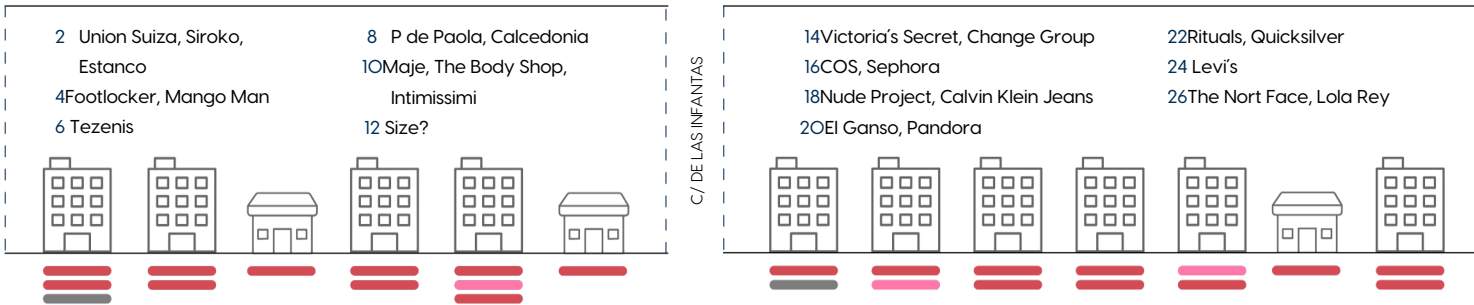 2 Union Suiza, Siroko,
Estanco
4Footlocker, Mango Man
6 Tezenis
8 P de Paola, Calcedonia
10Maje, The Body Shop,
Intimissimi
12 Size?
C/ DE LAS INFANTAS
14Victoria´s Secret, Change Group
16COS, Sephora
18Nude Project, Calvin Klein Jeans
20El Ganso, Pandora
22Rituals, Quicksilver
24 Levi´s
26The Nort Face, Lola Rey